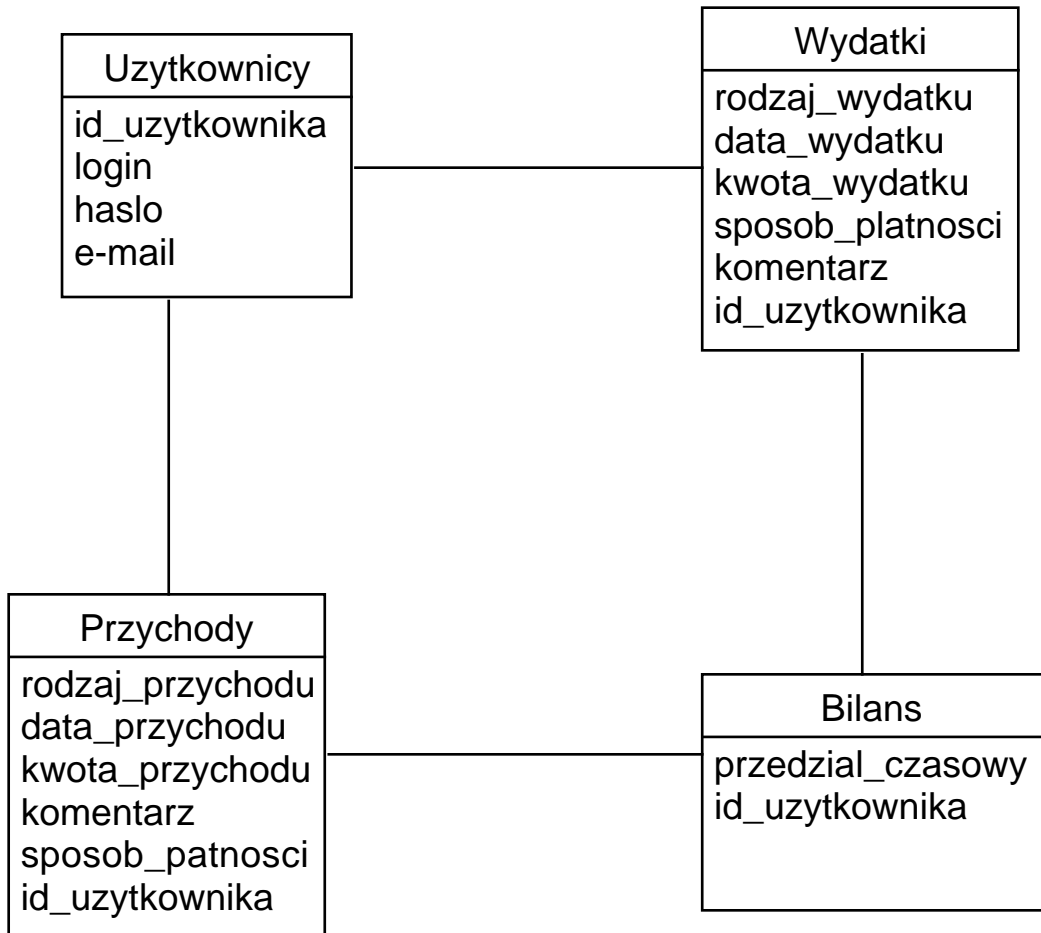 Uzytkownicy
id_uzytkownika
login
haslo
e-mail
Wydatki
rodzaj_wydatku
data_wydatku
kwota_wydatku
sposob_platnosci
komentarz
id_uzytkownika
Przychody
rodzaj_przychodu
data_przychodu
kwota_przychodu
komentarz
sposob_patnosci
id_uzytkownika
Bilans
przedzial_czasowy
id_uzytkownika